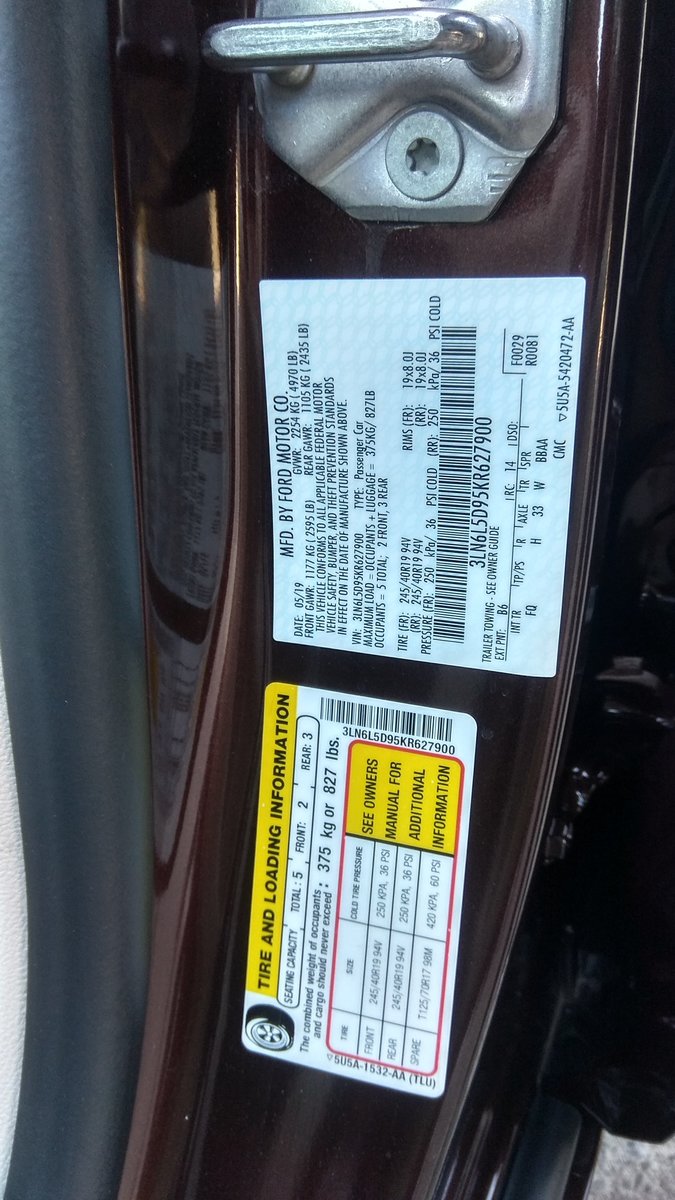 MFD. BY FORD MOTOR CO.
DATE: 05/19 GVWR: 2254 KG ( 4970 LB)
FRONT GAWR: 1177 KG (2595 LB) REAR GAWR: 1105 KG ( 2435 LB)
THIS VEHICLE CONFORMS TO ALL APPLICABLE FEDERAL MOTOR
VEHICLE SAFETY, BUMPER, AND THEFT PREVENTION STANDARDS
IN EFFECT ON THE DATE OF MANUFACTURE SHOWN ABOVE.
VIN: 3LN6L5D95KR627900 TYPE: Passenger Car
MAXIMUM LOAD = OCCUPANTS + LUGGAGE = 375KG/ 827LB
OCCUPANTS = 5 TOTAL; 2 FRONT, 3 REAR
TIRE (FR): 245/40R19 94V RIMS (FR): 19x8.0J
(RR): 245/40R19 94V (RR): 19x8.0J
PRESSURE (FR): 250 kPa/ 36 PSI COLD (RR): 250 kPa/ 36 PSI COLD
3LN6L5D95KR627900
TRAILER TOWING - SEE OWNER GUIDE
EXT PNT: B6 RC: 14 DSO: F0029
INT TR TP/PS R AXLE TR SPR R0081
FQ H 33 W BBAA
CMC ▽5U5A-5420472-AA
TIRE AND LOADING INFORMATION
SEATING CAPACITY TOTAL: 5 FRONT: 2 REAR: 3
The combined weight of occupants
and cargo should never exceed : 375 kg or 827 lbs.
3LN6L5D95KR627900
TIRE SIZE COLD TIRE PRESSURE
FRONT 245/40R19 94V 250 KPA, 36 PSI
REAR 245/40R19 94V 250 KPA, 36 PSI
SPARE T125/70R17 98M 420 KPA, 60 PSI
SEE OWNERS
MANUAL FOR
ADDITIONAL
INFORMATION
▽5U5A-1532-AA (TLU)